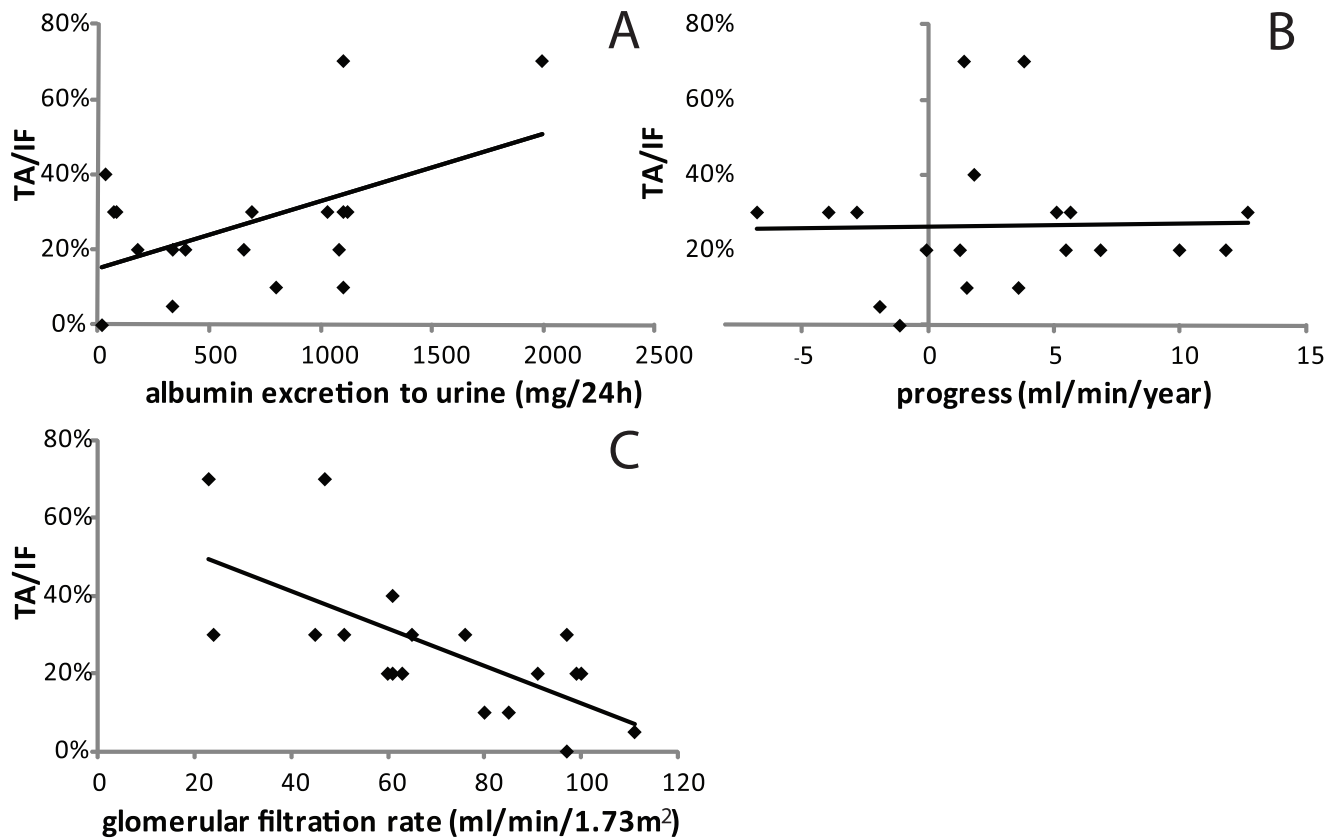 A
80%
60%
40%
20%
0%
TA/IF
0 500 1000 1500 2000 2500
albumin excretion to urine (mg/24h)
B
80%
60%
40%
20%
TA/IF
-5 0 5 10 15
progress (ml/min/year)
C
80%
60%
40%
20%
0%
TA/IF
0 20 40 60 80 100 120
glomerular filtration rate (ml/min/1.73m²)